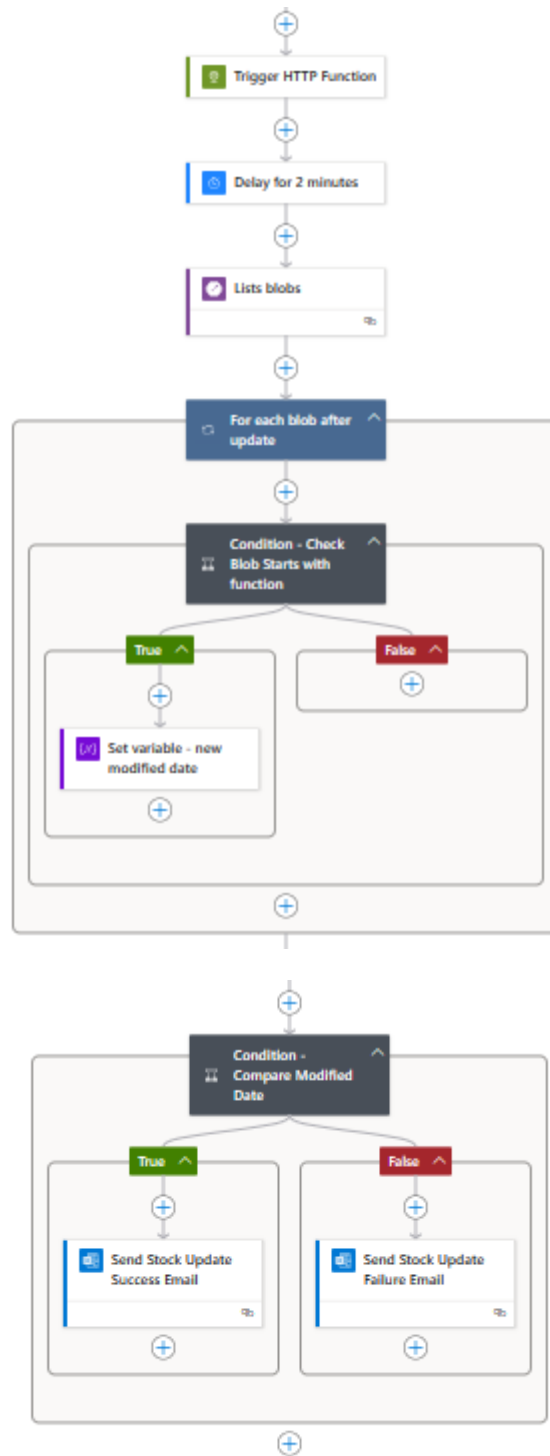 Trigger HTTP Function
Delay for 2 minutes
Lists blobs
For each blob after
update
Condition - Check
Blob Starts with
function
True
False
Set variable - new
modified date
Condition -
Compare Modified
Date
True
False
Send Stock Update
Success Email
Send Stock Update
Failure Email